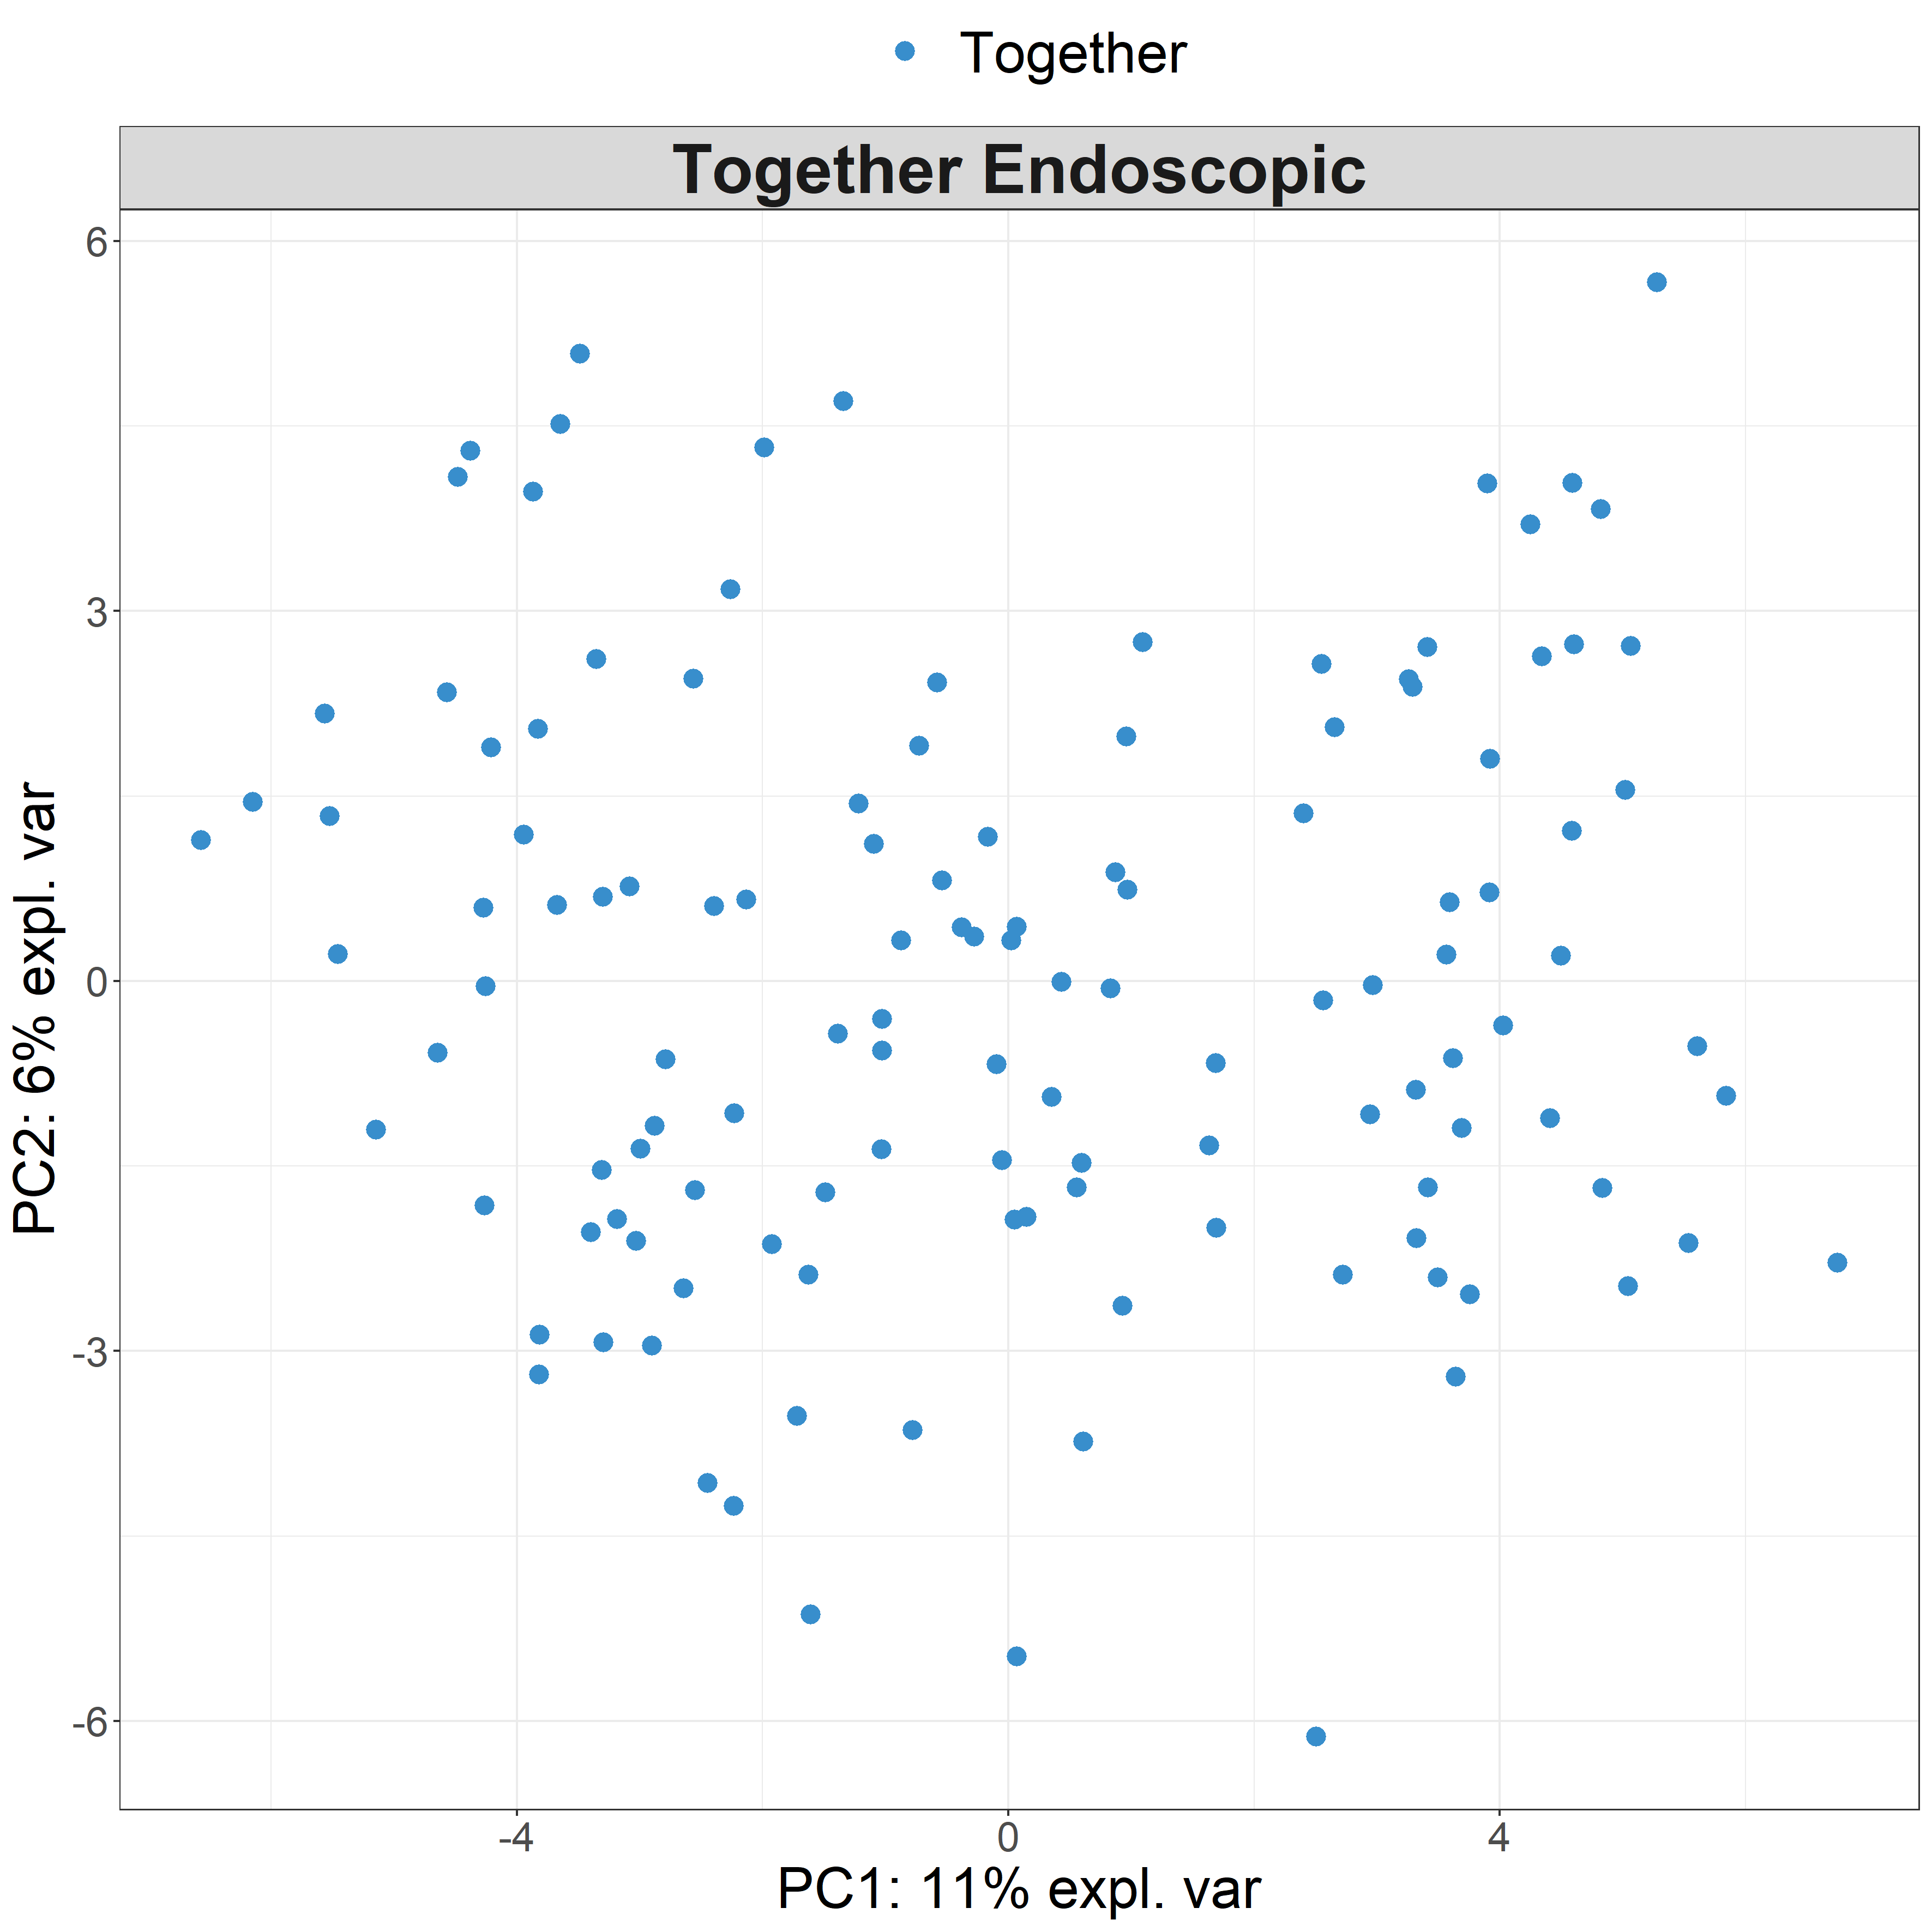 Together
Together Endoscopic
6
3
0
-3
-6
PC2: 6% expl. var
-4
0
4
PC1: 11% expl. var